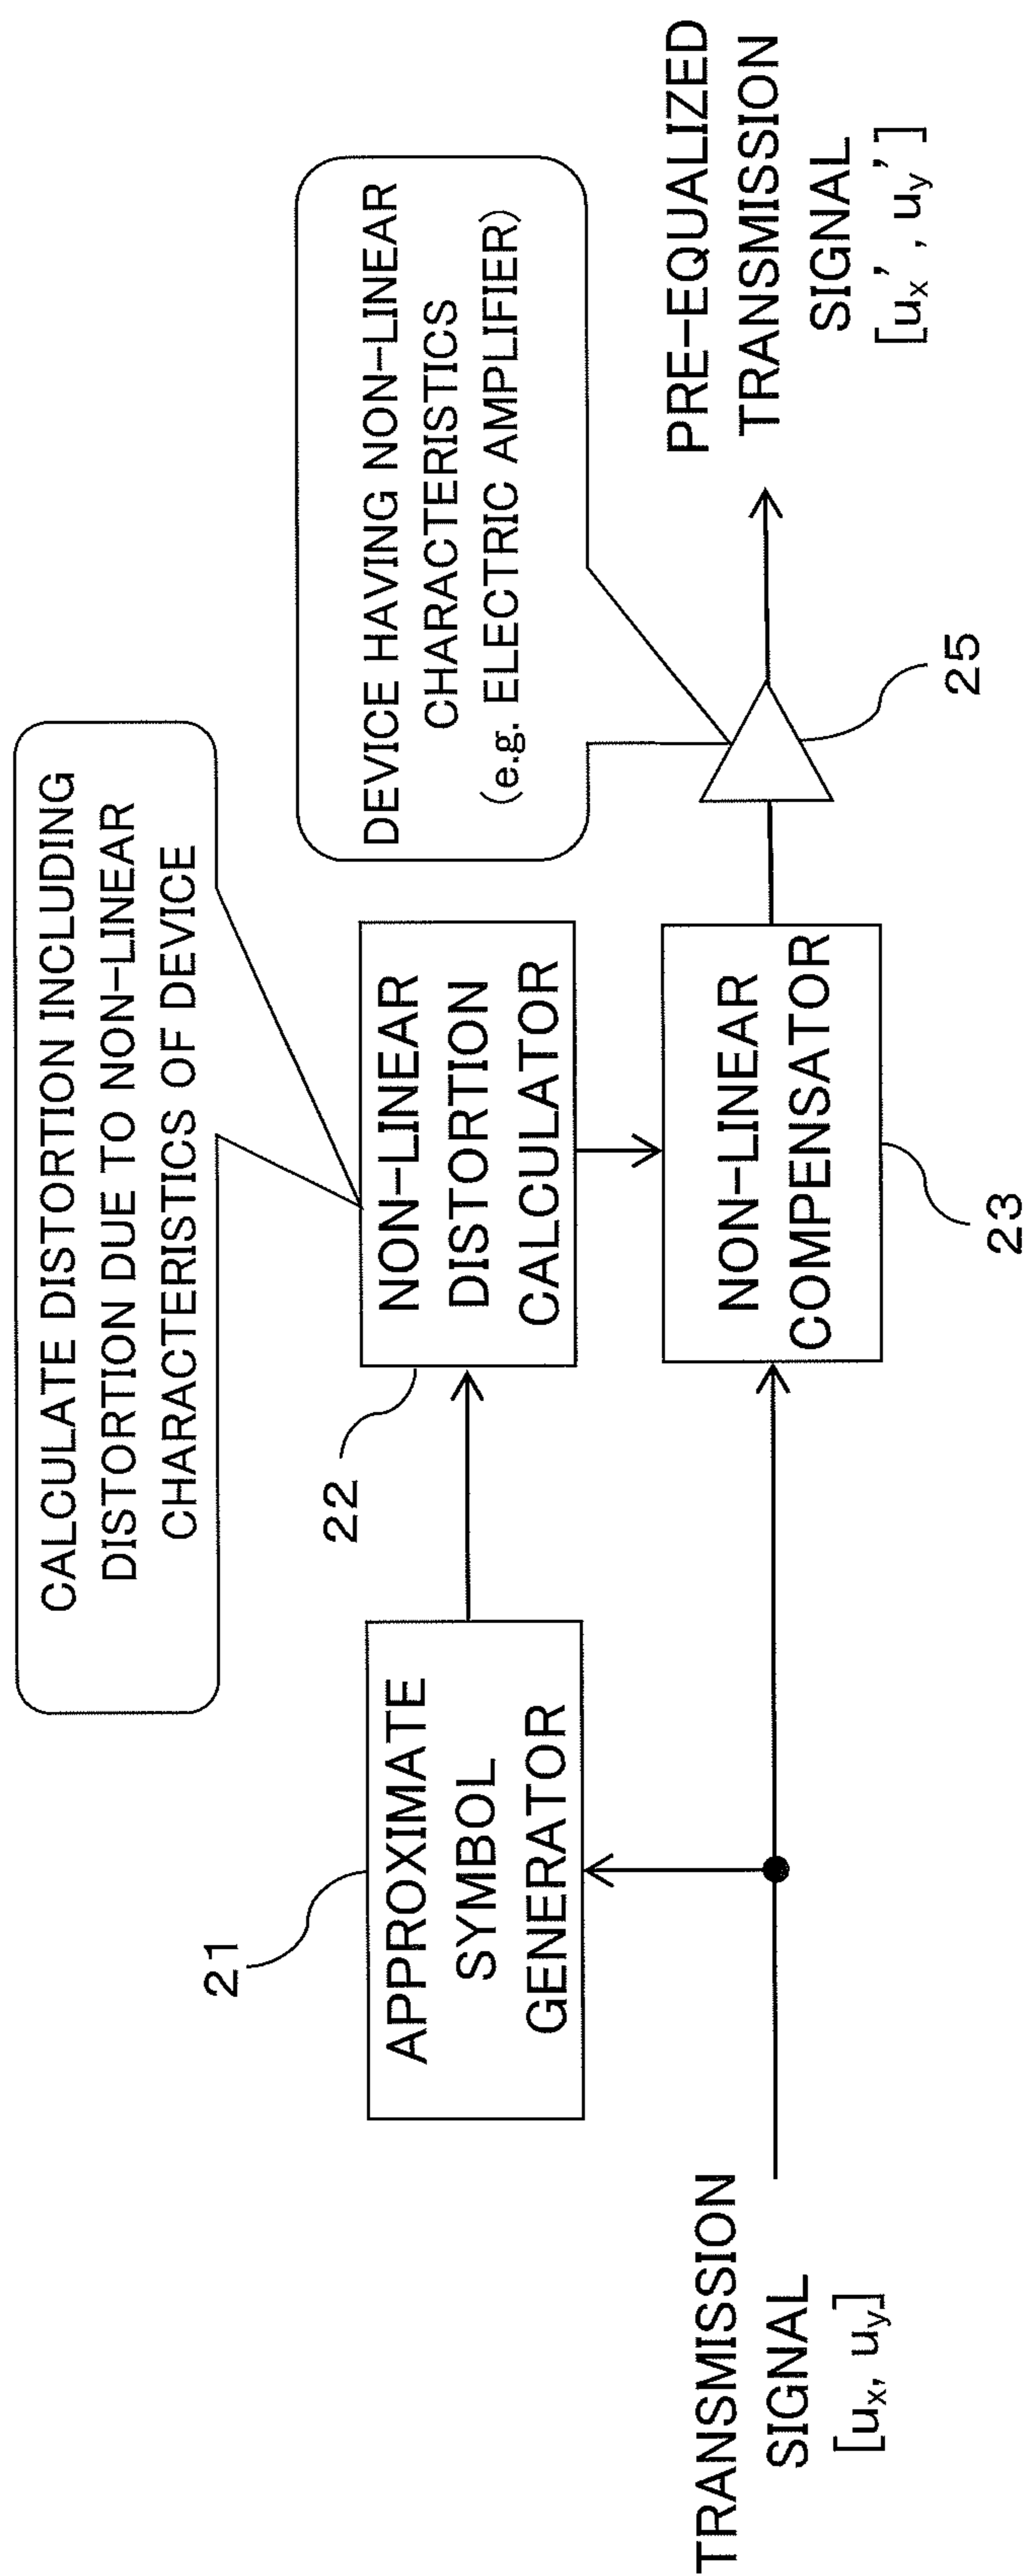 CALCULATE DISTORTION INCLUDING
DISTORTION DUE TO NON-LINEAR
CHARACTERISTICS OF DEVICE
DEVICE HAVING NON-LINEAR
CHARACTERISTICS
(e.g. ELECTRIC AMPLIFIER)
21
APPROXIMATE
SYMBOL
GENERATOR
22
NON-LINEAR
DISTORTION
CALCULATOR
TRANSMISSION
SIGNAL
[ux, uy]
NON-LINEAR
COMPENSATOR
23
25
PRE-EQUALIZED
TRANSMISSION
SIGNAL
[ux', uy']